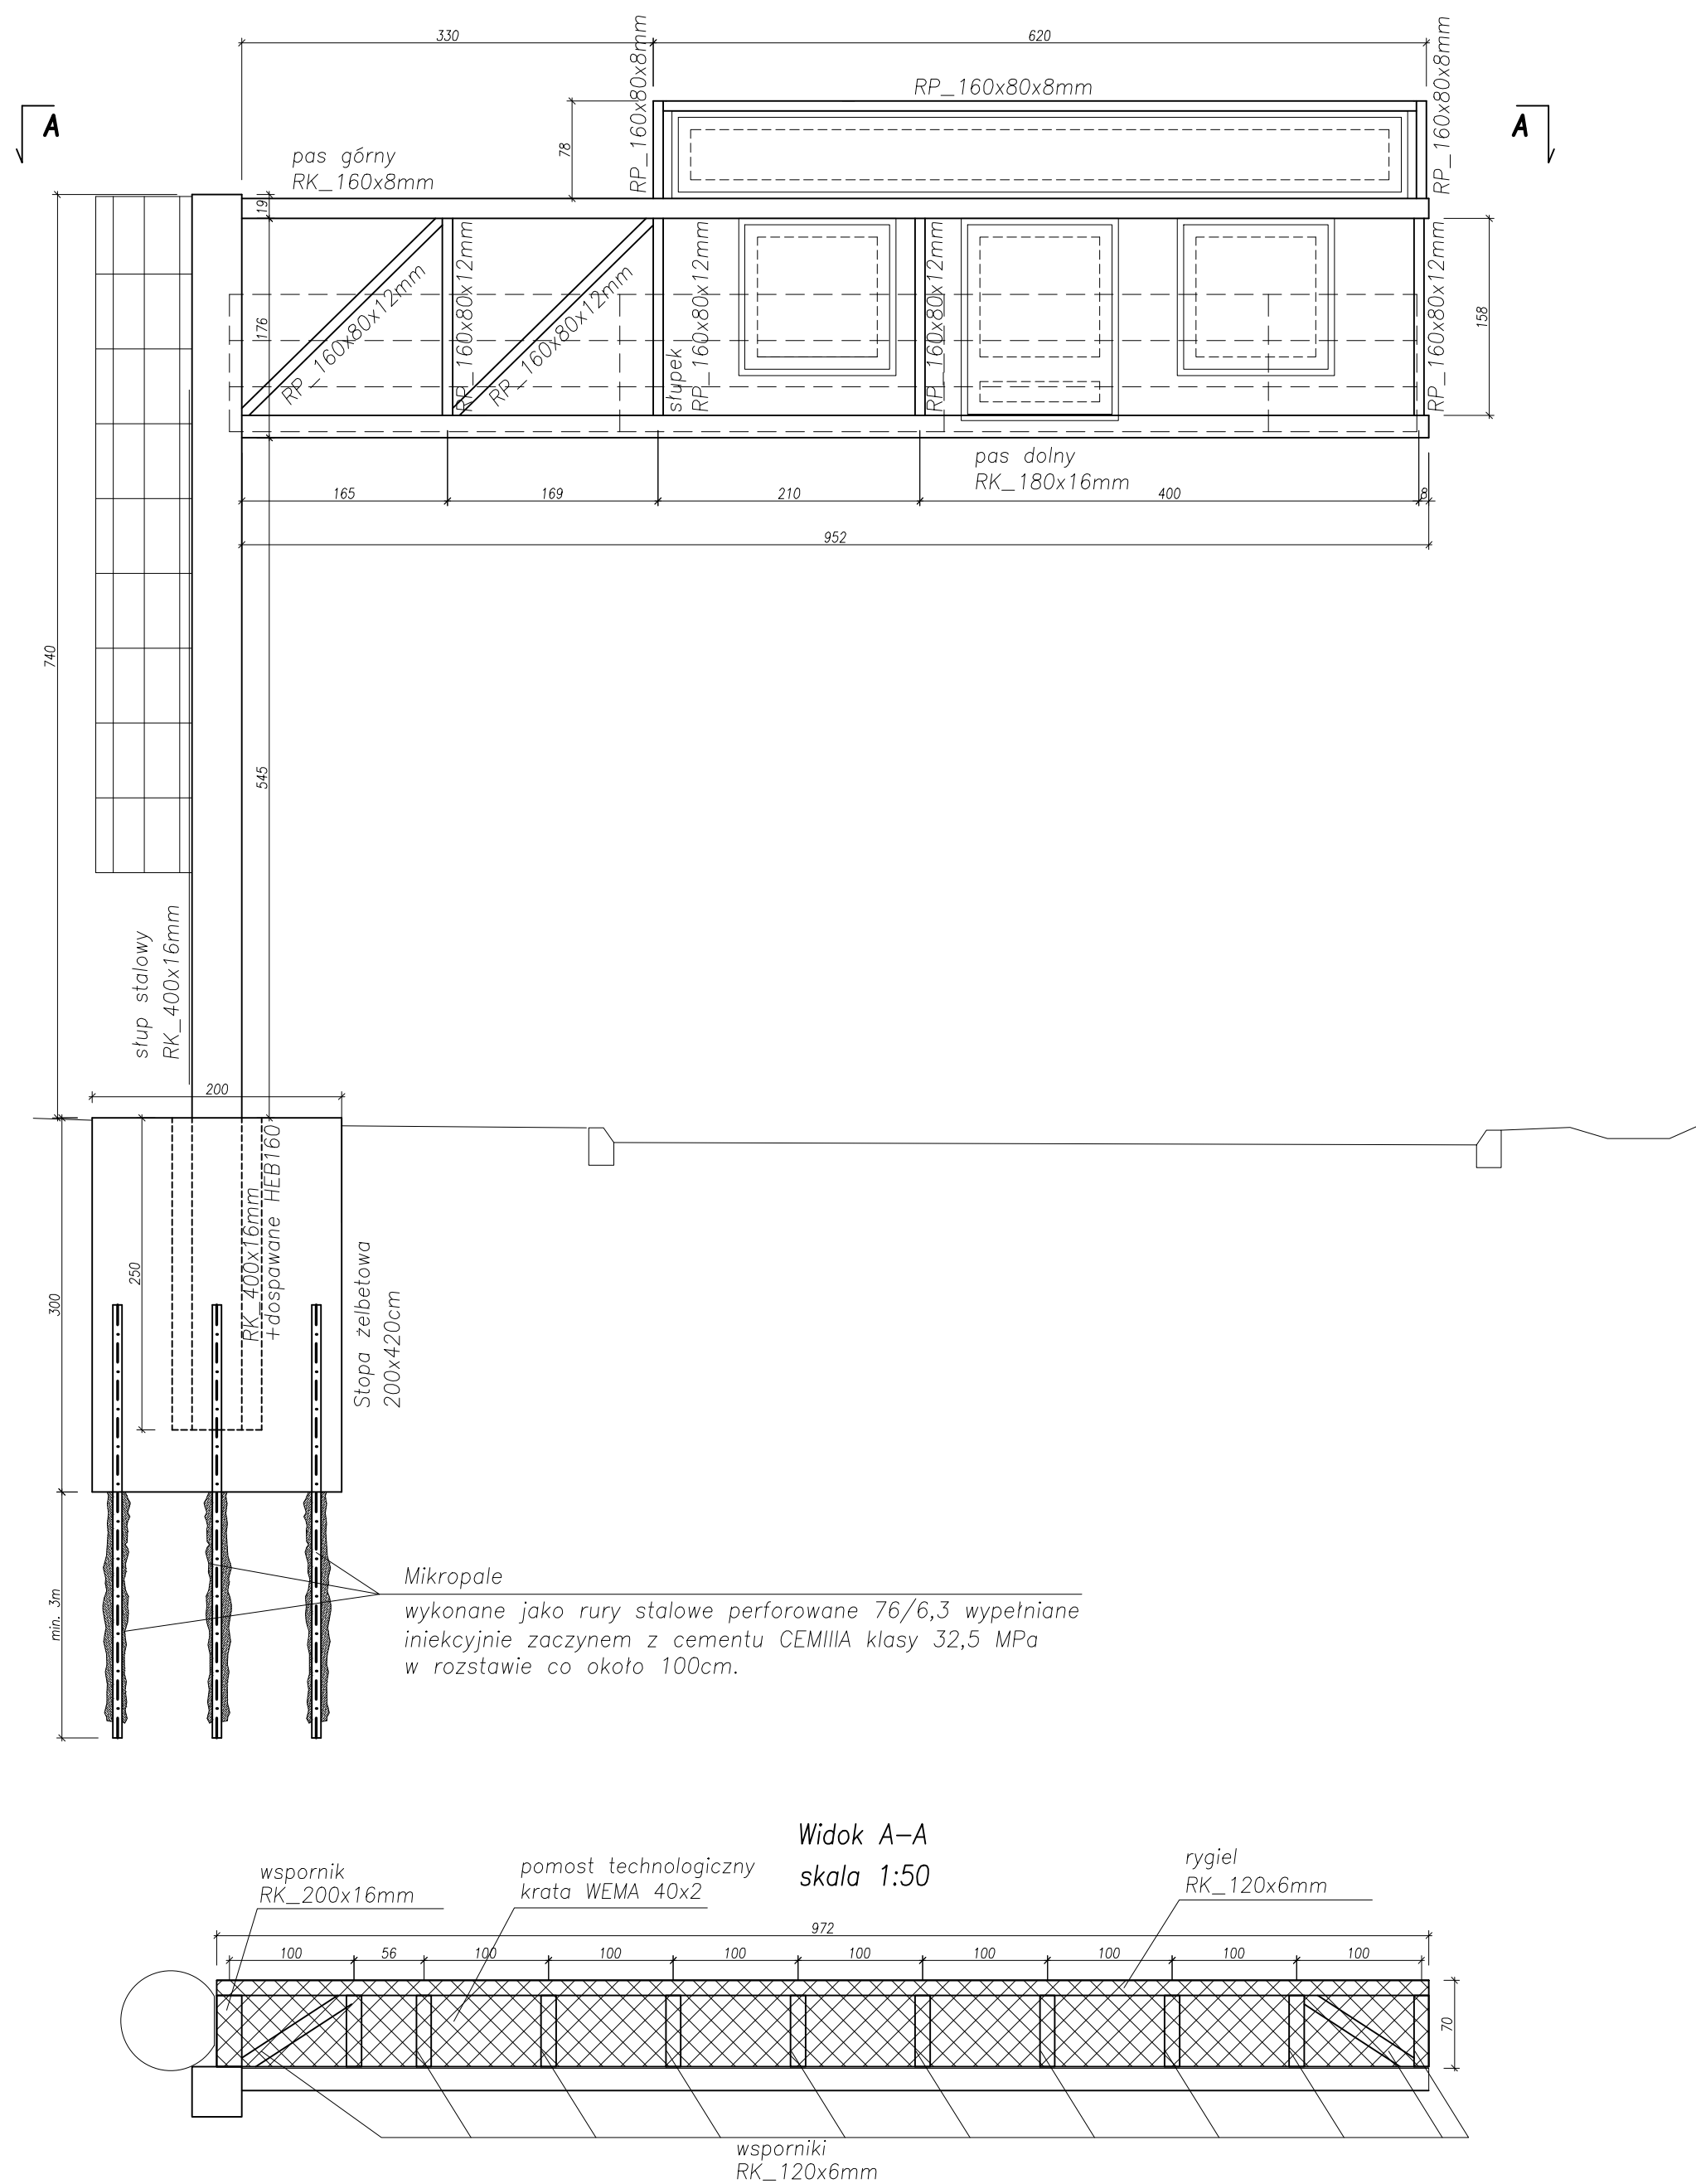 330
620
RP_160x80x8mm
RP_160x80x8mm
RP_160x80x8mm
A
A
78
pas górny
RK_160x8mm
19
176
740
545
158
RP_160x80x12mm
RP_160x80x12mm
RP_160x80x12mm
słupek
RP_160x80x12mm
RP_160x80x12mm
RP_160x80x12mm
pas dolny
RK_180x16mm
165
169
210
400
8
952
słup stalowy
RK_400x16mm
200
RK_400x16mm
+dospawane HEB160
250
300
Stopa żelbetowa
200x420cm
min. 3m
Mikropale
wykonane jako rury stalowe perforowane 76/6,3 wypełniane
iniekcyjnie zaczynem z cementu CEMIIIA klasy 32,5 MPa
w rozstawie co około 100cm.
Widok A-A
skala 1:50
wspornik
RK_200x16mm
pomost technologiczny
krata WEMA 40x2
rygiel
RK_120x6mm
972
100
56
100
100
100
100
100
100
100
100
70
wsporniki
RK_120x6mm